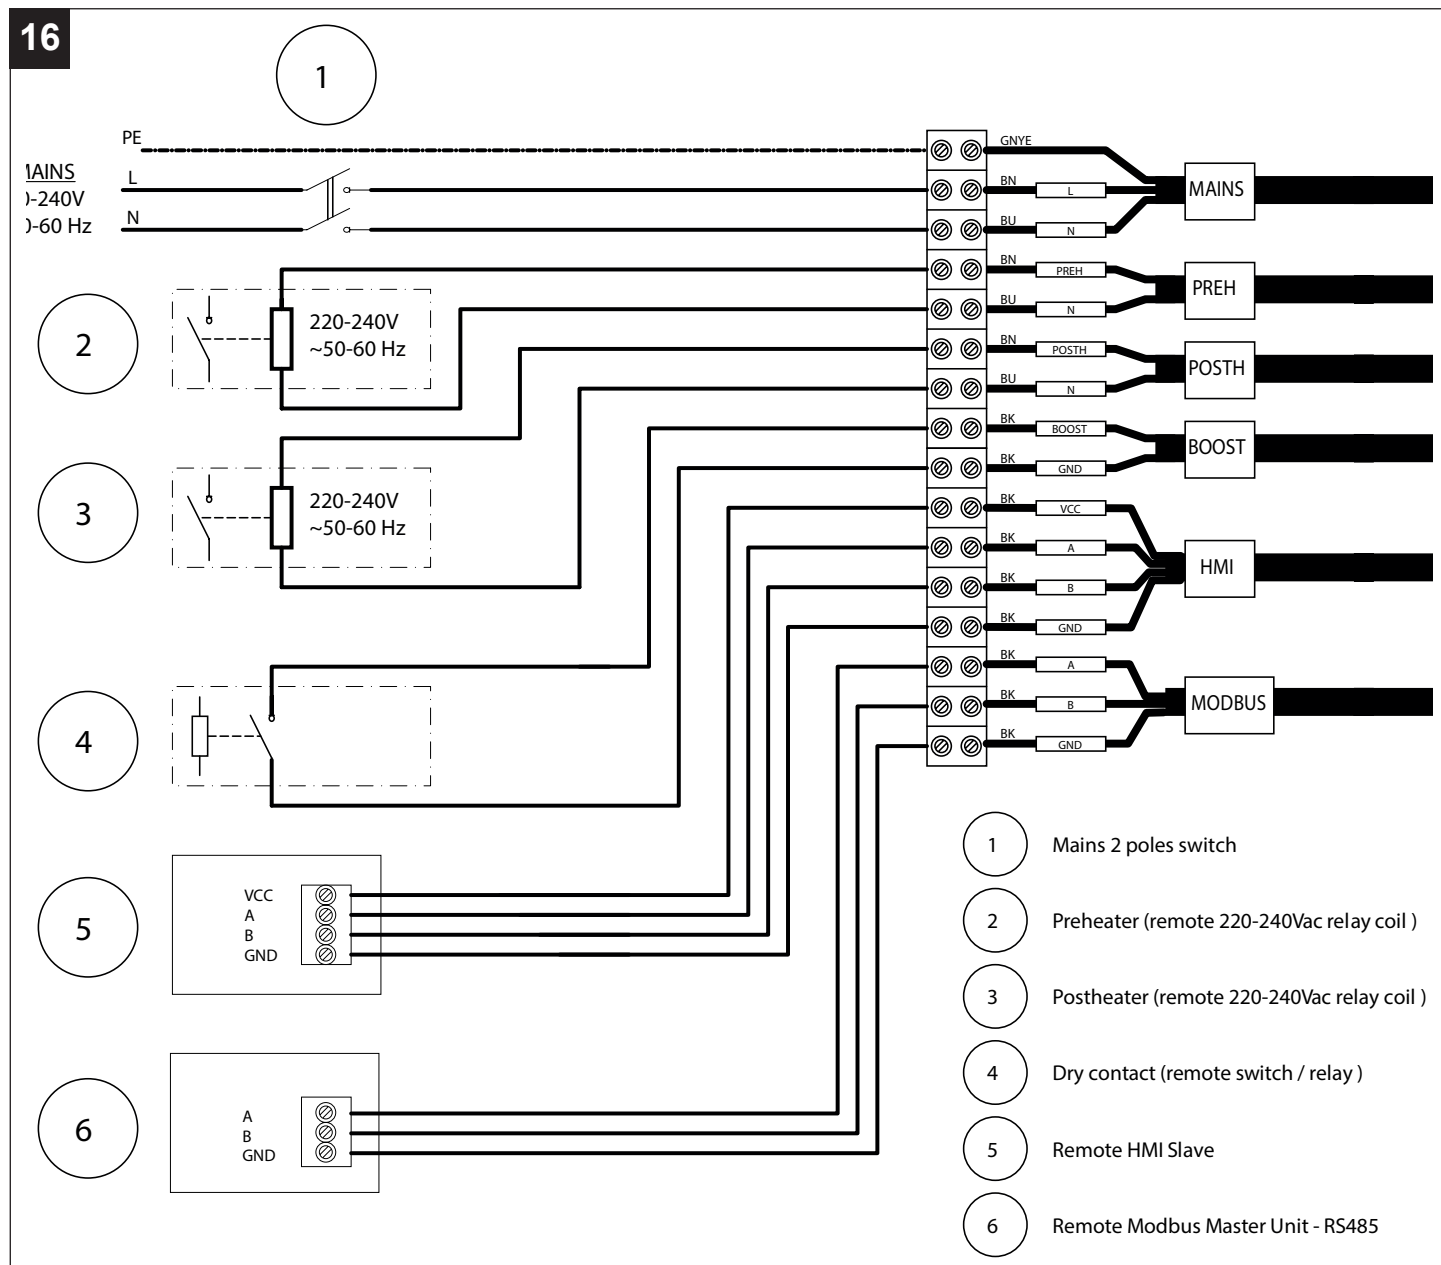 16
1
PE
L
N
0-60 Hz
GNYE
BN
L
BU
N
MAINS
BN
PREH
BU
N
PREH
BN
POSTH
BU
N
POSTH
BK
BOOST
BK
GND
BOOST
BK
VCC
BK
A
BK
B
BK
GND
HMI
BK
A
BK
B
BK
GND
MODBUS
2
220-240V
~50-60 Hz
3
220-240V
~50-60 Hz
4
5
VCC
A
B
GND
6
A
B
GND
1 Mains 2 poles switch
2 Preheater (remote 220-240Vac relay coil )
3 Postheater (remote 220-240Vac relay coil )
4 Dry contact (remote switch / relay )
5 Remote HMI Slave
6 Remote Modbus Master Unit - RS485